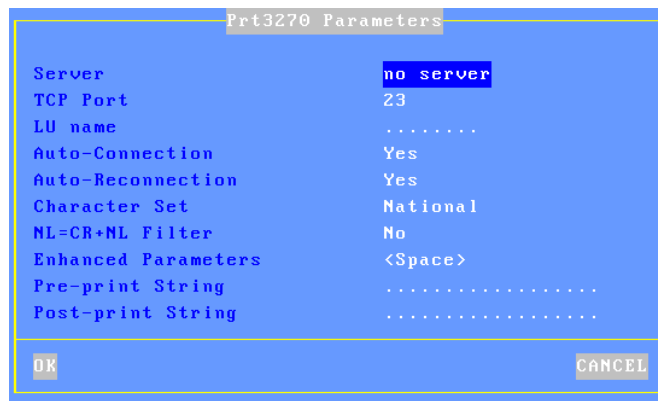 Prt3270 Parameters
Server no server
TCP Port 23
LU name ........
Auto-Connection Yes
Auto-Reconnection Yes
Character Set National
NL=CR+NL Filter No
Enhanced Parameters <Space>
Pre-print String ..................
Post-print String ..................
OK CANCEL